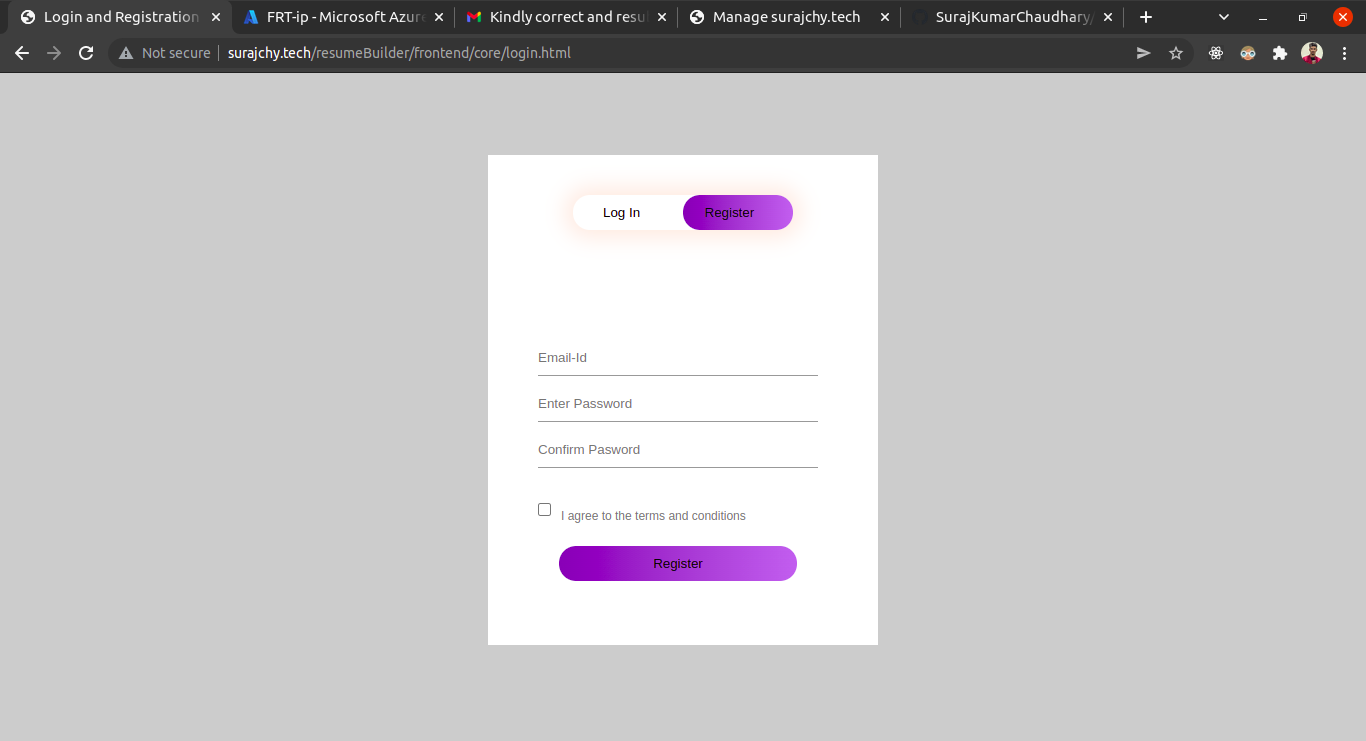 Login and Registration
FRT-ip - Microsoft Azure
Kindly correct and resu
Manage surajchy.tech
SurajKumarChaudhary/
Not secure
surajchy.tech/resumeBuilder/frontend/core/login.html
Log In
Register
Email-Id
Enter Password
Confirm Pasword
I agree to the terms and conditions
Register